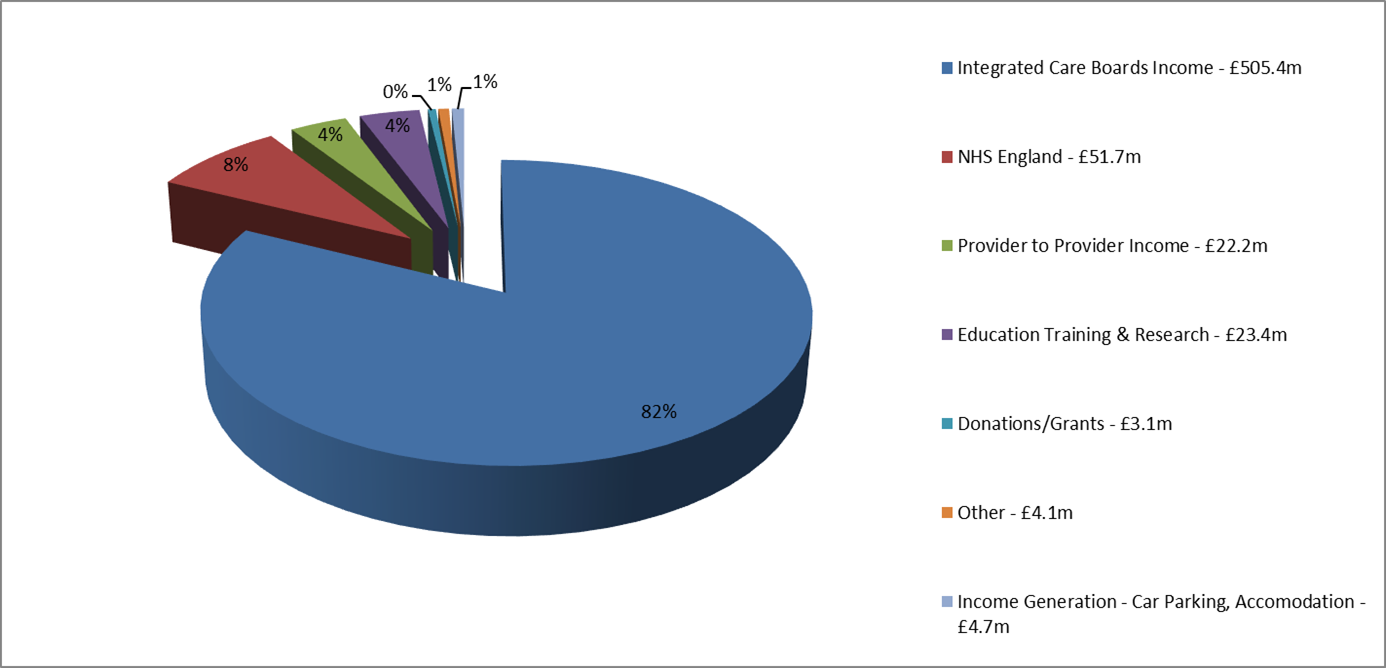 0%
1%
1%
4%
4%
8%
82%
Integrated Care Boards Income - £505.4m
NHS England - £51.7m
Provider to Provider Income - £22.2m
Education Training & Research - £23.4m
Donations/Grants - £3.1m
Other - £4.1m
Income Generation - Car Parking, Accomodation -
£4.7m